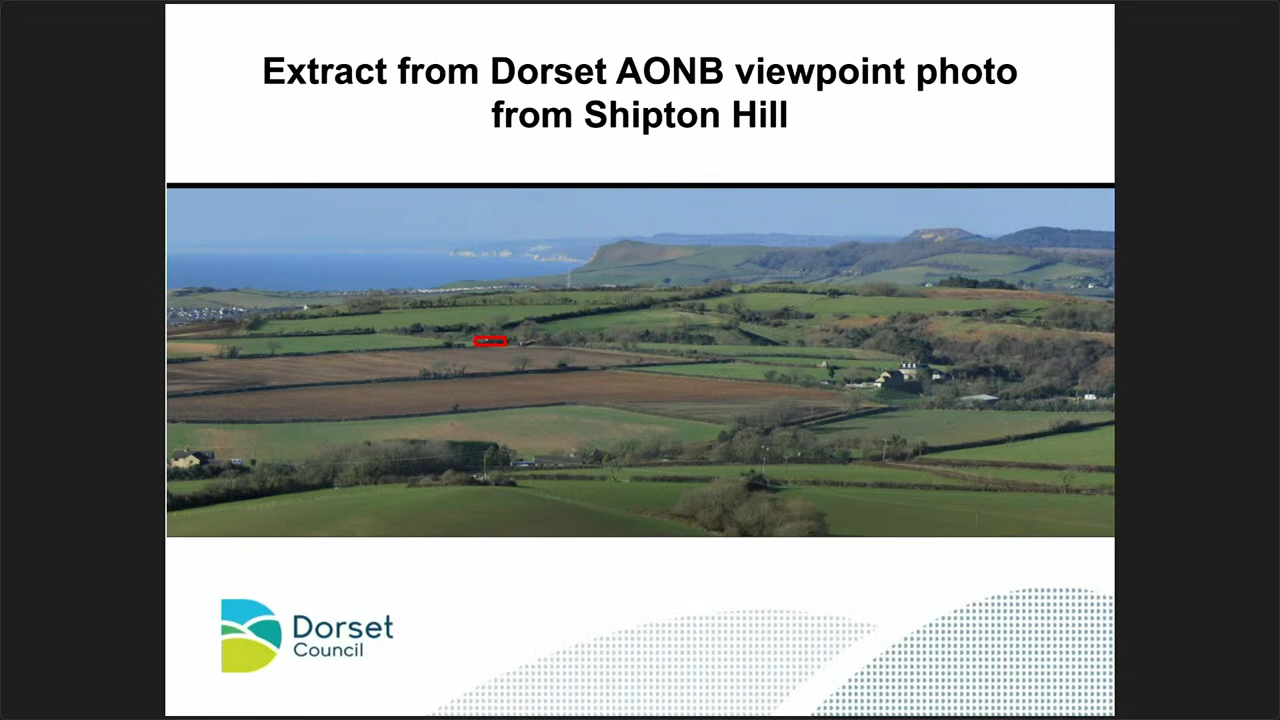 Extract from Dorset AONB viewpoint photo
from Shipton Hill
Dorset
Council